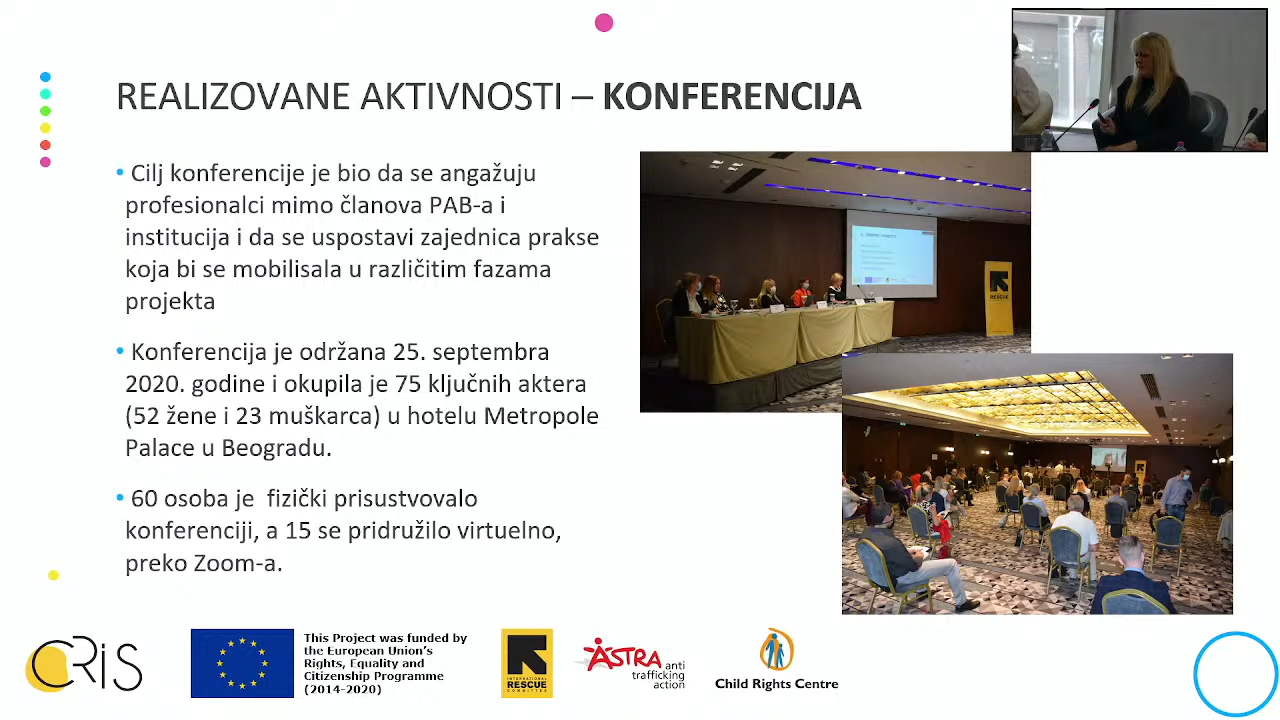 REALIZOVANE AKTIVNOSTI – KONFERENCIJA
• Cilj konferencije je bio da se angažuju
profesionalci mimo članova PAB-a i
institucija i da se uspostavi zajednica prakse
koja bi se mobilisala u različitim fazama
projekta
• Konferencija je održana 25. septembra
2020. godine i okupila je 75 ključnih aktera
(52 žene i 23 muškarca) u hotelu Metropole
Palace u Beogradu.
• 60 osoba je  fizički prisustvovalo
konferenciji, a 15 se pridružilo virtuelno,
preko Zoom-a.
RESCUE
CRiS
This Project was funded by
the European Union's
Rights, Equality and
Citizenship Programme
(2014-2020)
INTERNATIONAL
RESCUE
COMMITTEE
ASTRA anti
trafficking
action
Child Rights Centre